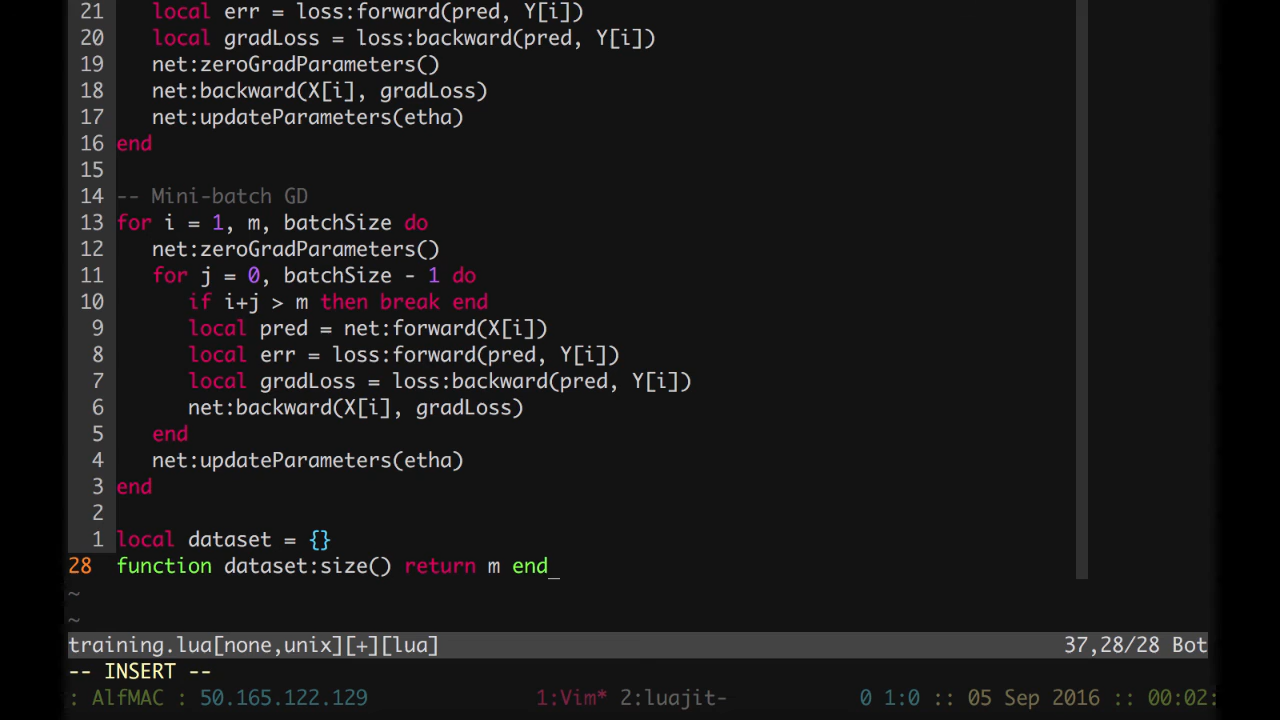 21 local err = loss:forward(pred, Y[i])
20 local gradLoss = loss:backward(pred, Y[i])
19 net:zeroGradParameters()
18 net:backward(X[i], gradLoss)
17 net:updateParameters(etha)
16 end
15
14 -- Mini-batch GD
13 for i = 1, m, batchSize do
12 net:zeroGradParameters()
11 for j = 0, batchSize - 1 do
10 if i+j > m then break end
9 local pred = net:forward(X[i])
8 local err = loss:forward(pred, Y[i])
7 local gradLoss = loss:backward(pred, Y[i])
6 net:backward(X[i], gradLoss)
5 end
4 net:updateParameters(etha)
3 end
2
1 local dataset = {}
28 function dataset:size() return m end_
~
~
training.lua[none,unix][+][lua] 37,28/28 Bot
-- INSERT --
: AlfMAC : 50.165.122.129 1:Vim* 2:luajit- 0 1:0 :: 05 Sep 2016 :: 00:02: